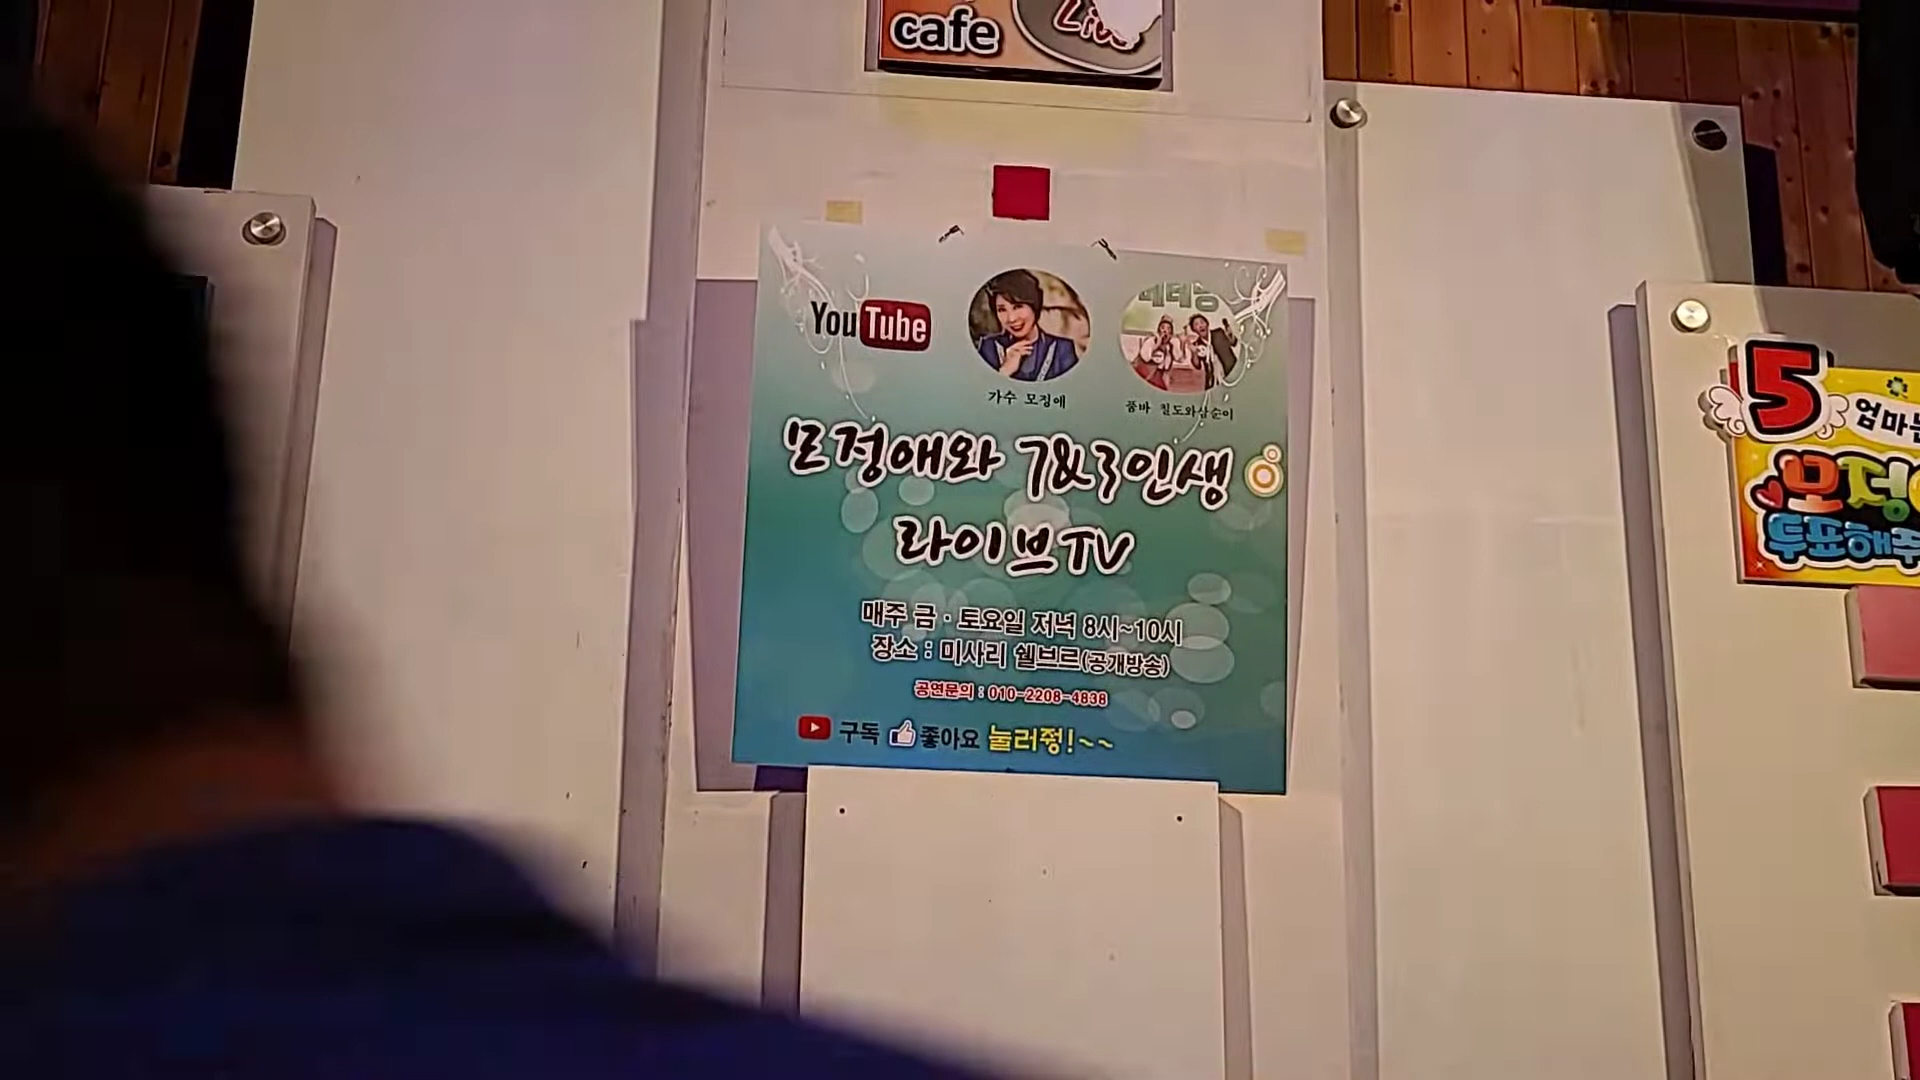 cafe
Live
YouTube
가수 모정애
품바 칠도와삼순이
모정애와 7&3인생
라이브TV
매주 금·토요일 저녁 8시~10시
장소 : 미사리 쉘브르(공개방송)
공연문의 : 010-2208-4838
구독 좋아요 눌러줭!~~
5
엄마는
모정
투표해주